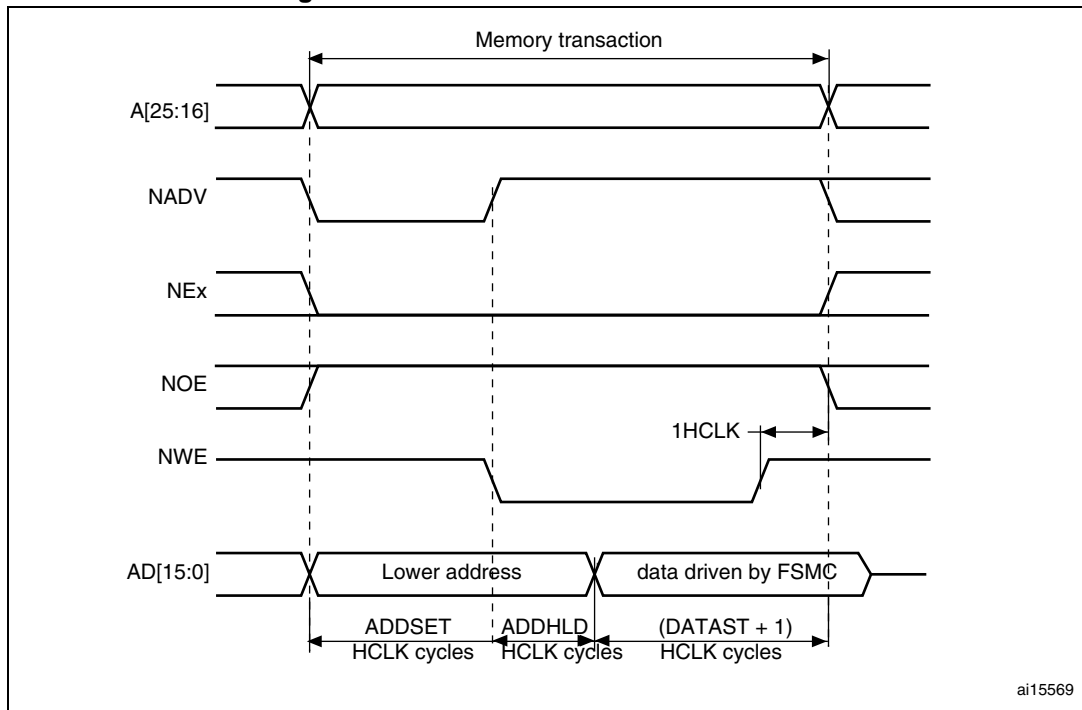 Memory transaction
A[25:16]
NADV
NEx
NOE
1HCLK
NWE
AD[15:0]
Lower address
data driven by FSMC
ADDSET
HCLK cycles
ADDHLD
HCLK cycles
(DATAST + 1)
HCLK cycles
ai15569